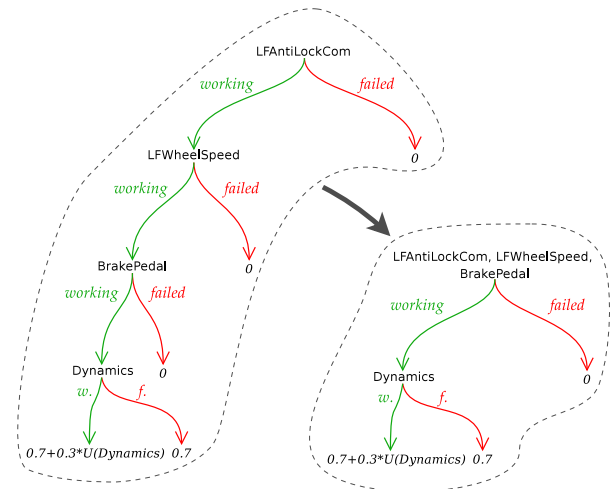 LFAntiLockCom
working
failed
0
LFWheelSpeed
working
failed
0
BrakePedal
working
failed
0
Dynamics
w.
f.
0.7+0.3*U(Dynamics)
0.7
LFAntiLockCom, LFWheelSpeed,
BrakePedal
working
failed
0
Dynamics
w.
f.
0.7+0.3*U(Dynamics)
0.7